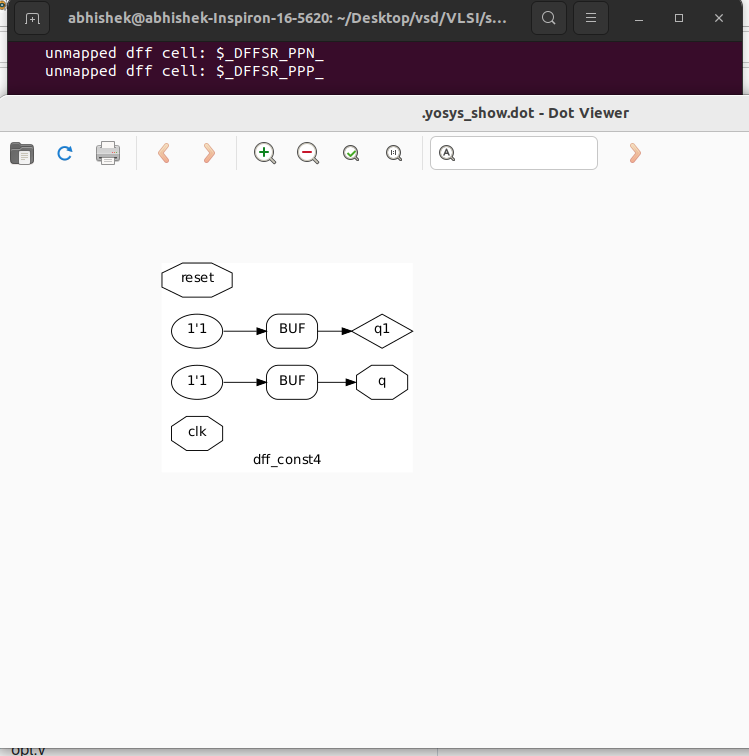 abhishek@abhishek-Inspiron-16-5620: ~/Desktop/vsd/VLSI/s...
unmapped dff cell: $_DFFSR_PPN_
unmapped dff cell: $_DFFSR_PPP_
.yosys_show.dot - Dot Viewer
reset
1'1 BUF q1
1'1 BUF q
clk
dff_const4
opt.v